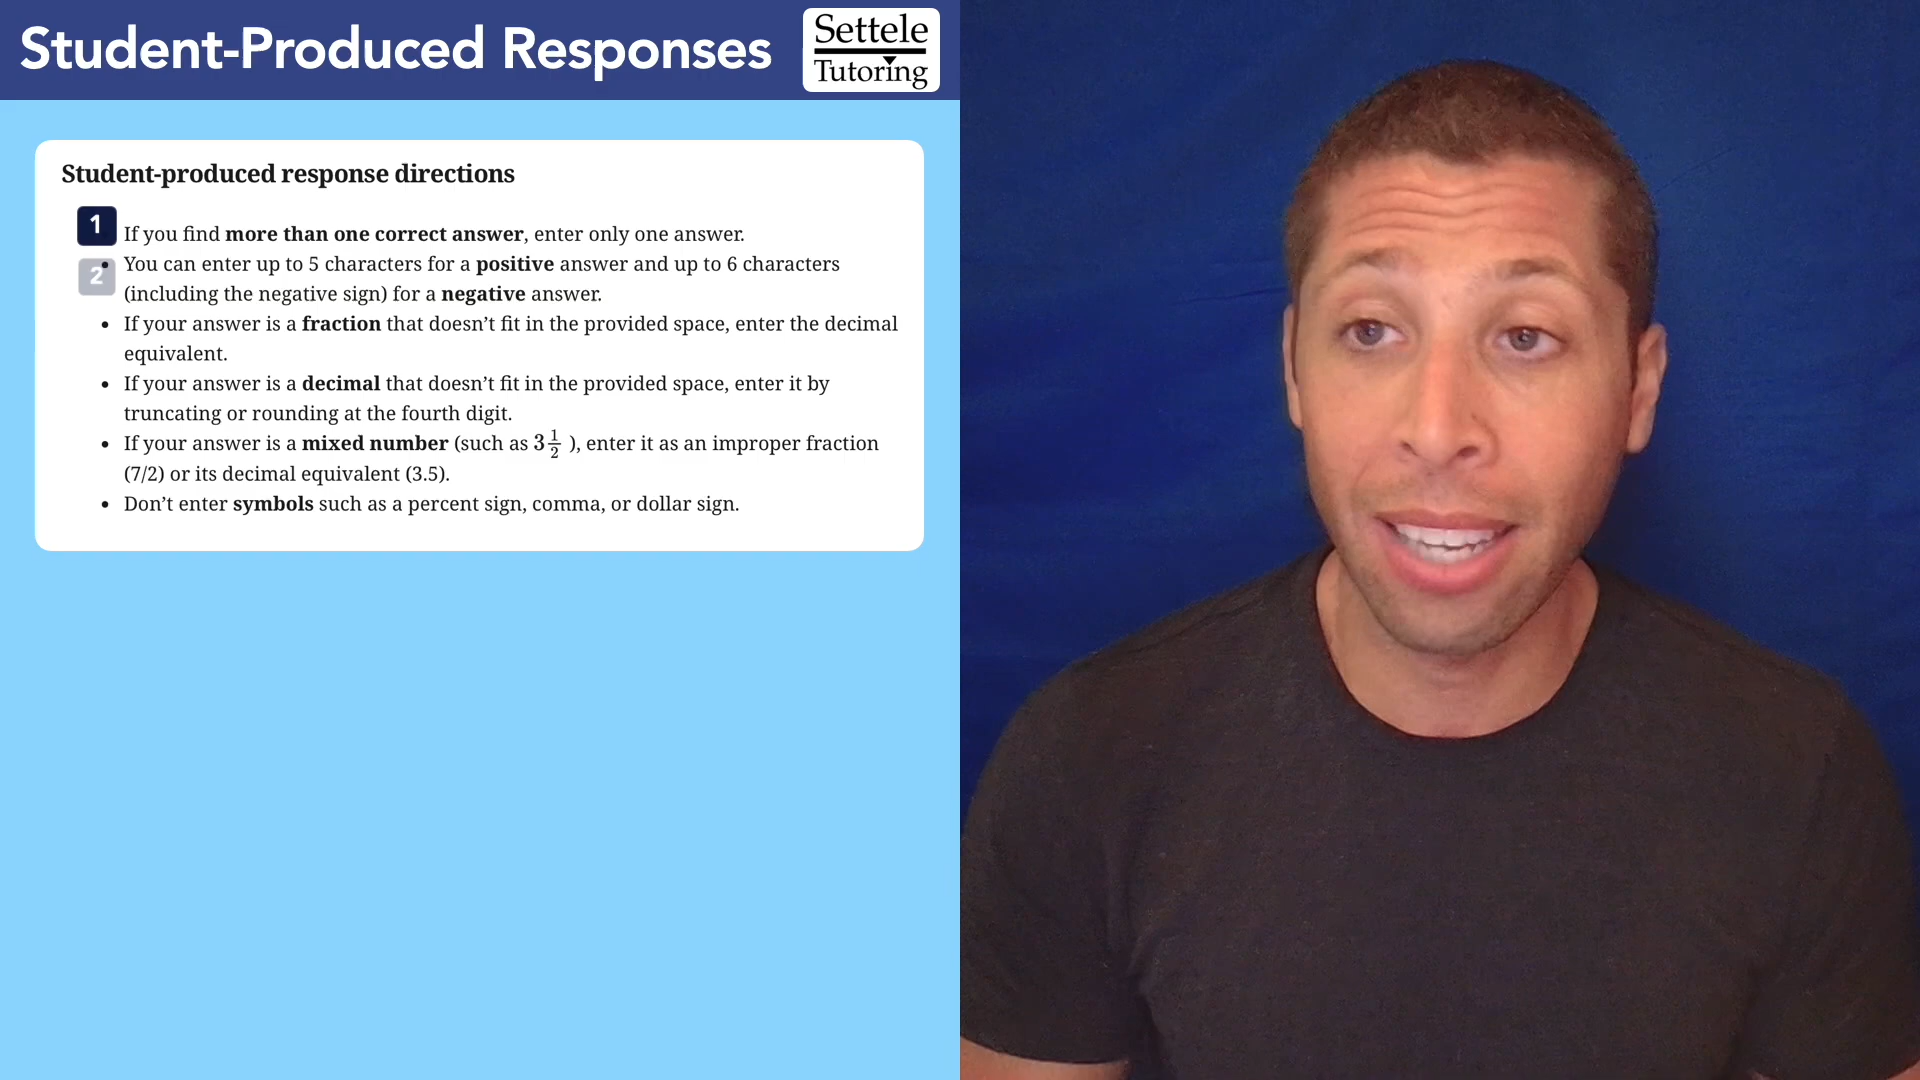 Student-Produced Responses
Settele
Tutoring
Student-produced response directions
1
If you find more than one correct answer, enter only one answer.
2
• You can enter up to 5 characters for a positive answer and up to 6 characters
(including the negative sign) for a negative answer.
• If your answer is a fraction that doesn’t fit in the provided space, enter the decimal
equivalent.
• If your answer is a decimal that doesn’t fit in the provided space, enter it by
truncating or rounding at the fourth digit.
• If your answer is a mixed number (such as 3 1/2 ), enter it as an improper fraction
(7/2) or its decimal equivalent (3.5).
• Don’t enter symbols such as a percent sign, comma, or dollar sign.